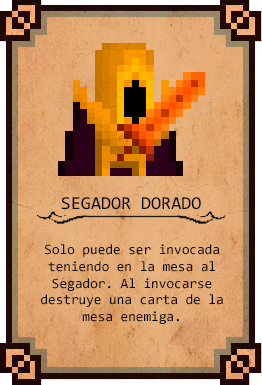 SEGADOR DORADO
Solo puede ser invocada
teniendo en la mesa al
Segador. Al invocarse
destruye una carta de la
mesa enemiga.